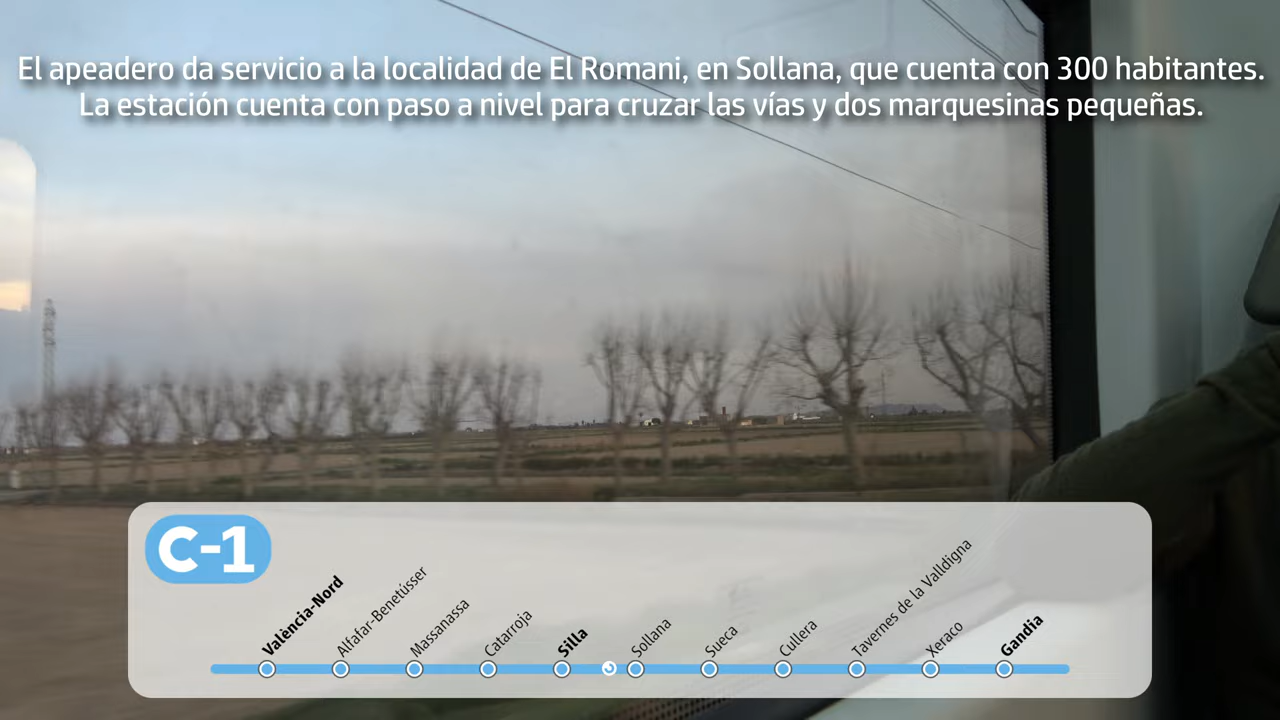 El apeadero da servicio a la localidad de El Romani, en Sollana, que cuenta con 300 habitantes.
La estación cuenta con paso a nivel para cruzar las vías y dos marquesinas pequeñas.
C-1
València-Nord
Alfafar-Benetússer
Massanassa
Catarroja
Silla
Sollana
Sueca
Cullera
Tavernes de la Valldigna
Xeraco
Gandia